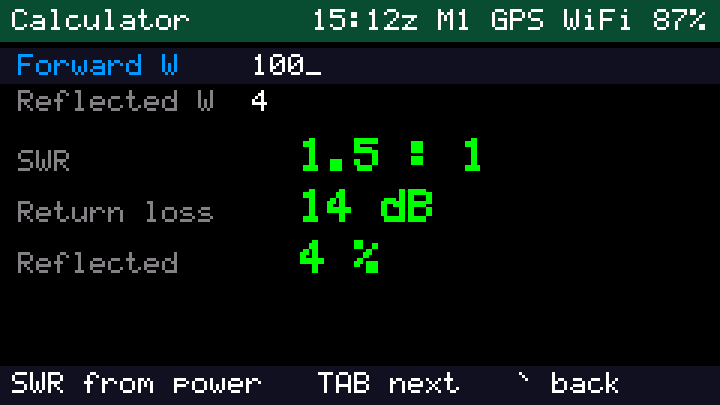 Calculator 15:12z M1 GPS WiFi 87%
Forward W 100_
Reflected W 4
SWR 1.5 : 1
Return loss 14 dB
Reflected 4 %
SWR from power TAB next ` back